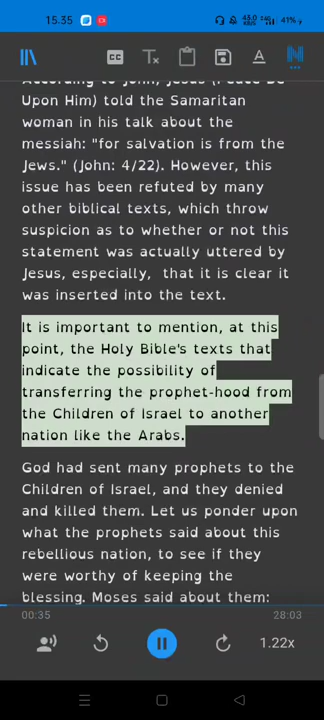 15.35
43.0 KB/S
41%
CC
According to John, Jesus (Peace Be
Upon Him) told the Samaritan
woman in his talk about the
messiah: "for salvation is from the
Jews." (John: 4/22). However, this
issue has been refuted by many
other biblical texts, which throw
suspicion as to whether or not this
statement was actually uttered by
Jesus, especially, that it is clear it
was inserted into the text.
It is important to mention, at this
point, the Holy Bible's texts that
indicate the possibility of
transferring the prophet-hood from
the Children of Israel to another
nation like the Arabs.
God had sent many prophets to the
Children of Israel, and they denied
and killed them. Let us ponder upon
what the prophets said about this
rebellious nation, to see if they
were worthy of keeping the
blessing. Moses said about them:
00:35
28:03
1.22x